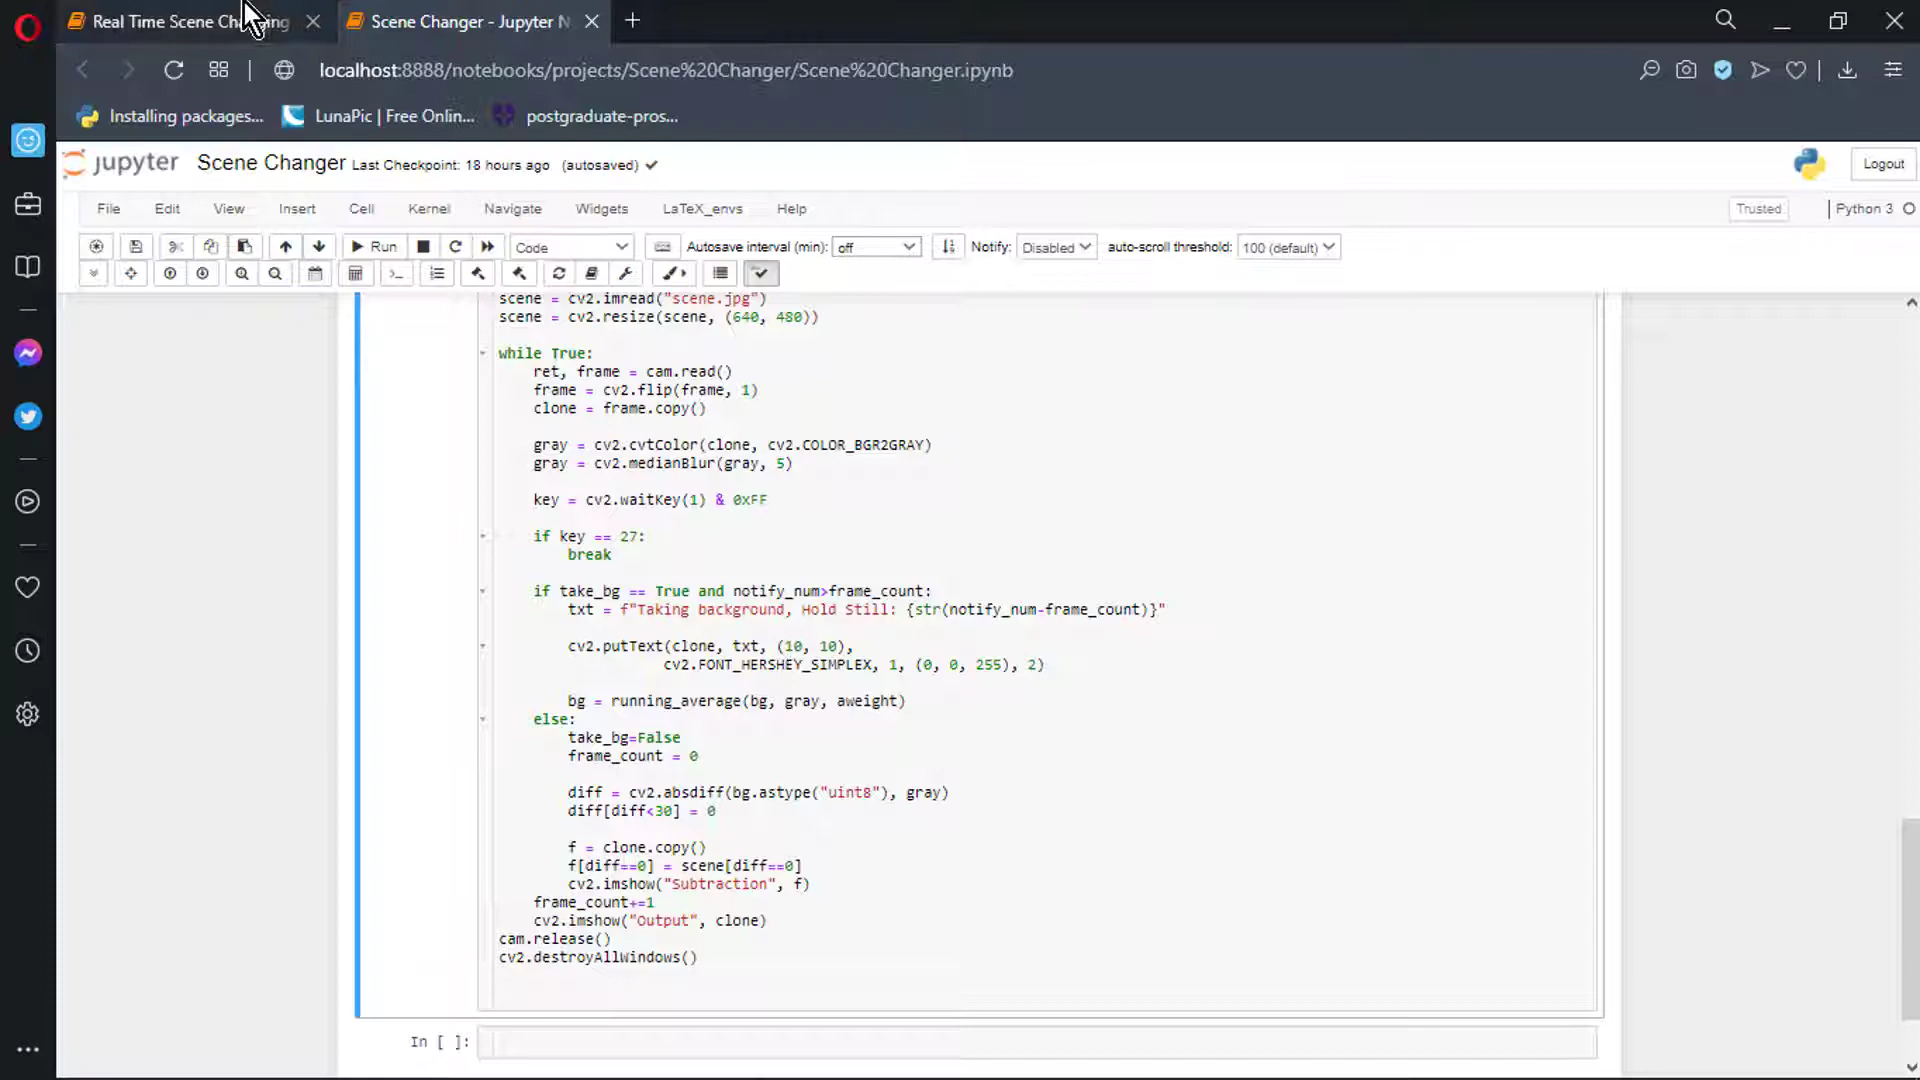 Real Time Scene Changing
Scene Changer - Jupyter N
localhost:8888/notebooks/projects/Scene%20Changer/Scene%20Changer.ipynb
Installing packages...
LunaPic | Free Onlin...
postgraduate-pros...
jupyter Scene Changer Last Checkpoint: 18 hours ago (autosaved)
Logout
File Edit View Insert Cell Kernel Navigate Widgets LaTeX_envs Help
Trusted
Python 3
Run
Code
Autosave interval (min): off
Notify: Disabled
auto-scroll threshold: 100 (default)
scene = cv2.imread("scene.jpg")
scene = cv2.resize(scene, (640, 480))
while True:
    ret, frame = cam.read()
    frame = cv2.flip(frame, 1)
    clone = frame.copy()
    gray = cv2.cvtColor(clone, cv2.COLOR_BGR2GRAY)
    gray = cv2.medianBlur(gray, 5)
    key = cv2.waitKey(1) & 0xFF
    if key == 27:
        break
    if take_bg == True and notify_num>frame_count:
        txt = f"Taking background, Hold Still: {str(notify_num-frame_count)}"
        cv2.putText(clone, txt, (10, 10),
                   cv2.FONT_HERSHEY_SIMPLEX, 1, (0, 0, 255), 2)
        bg = running_average(bg, gray, aweight)
    else:
        take_bg=False
        frame_count = 0
        diff = cv2.absdiff(bg.astype("uint8"), gray)
        diff[diff<30] = 0
        f = clone.copy()
        f[diff==0] = scene[diff==0]
        cv2.imshow("Subtraction", f)
    frame_count+=1
    cv2.imshow("Output", clone)
cam.release()
cv2.destroyAllWindows()
In [ ]: